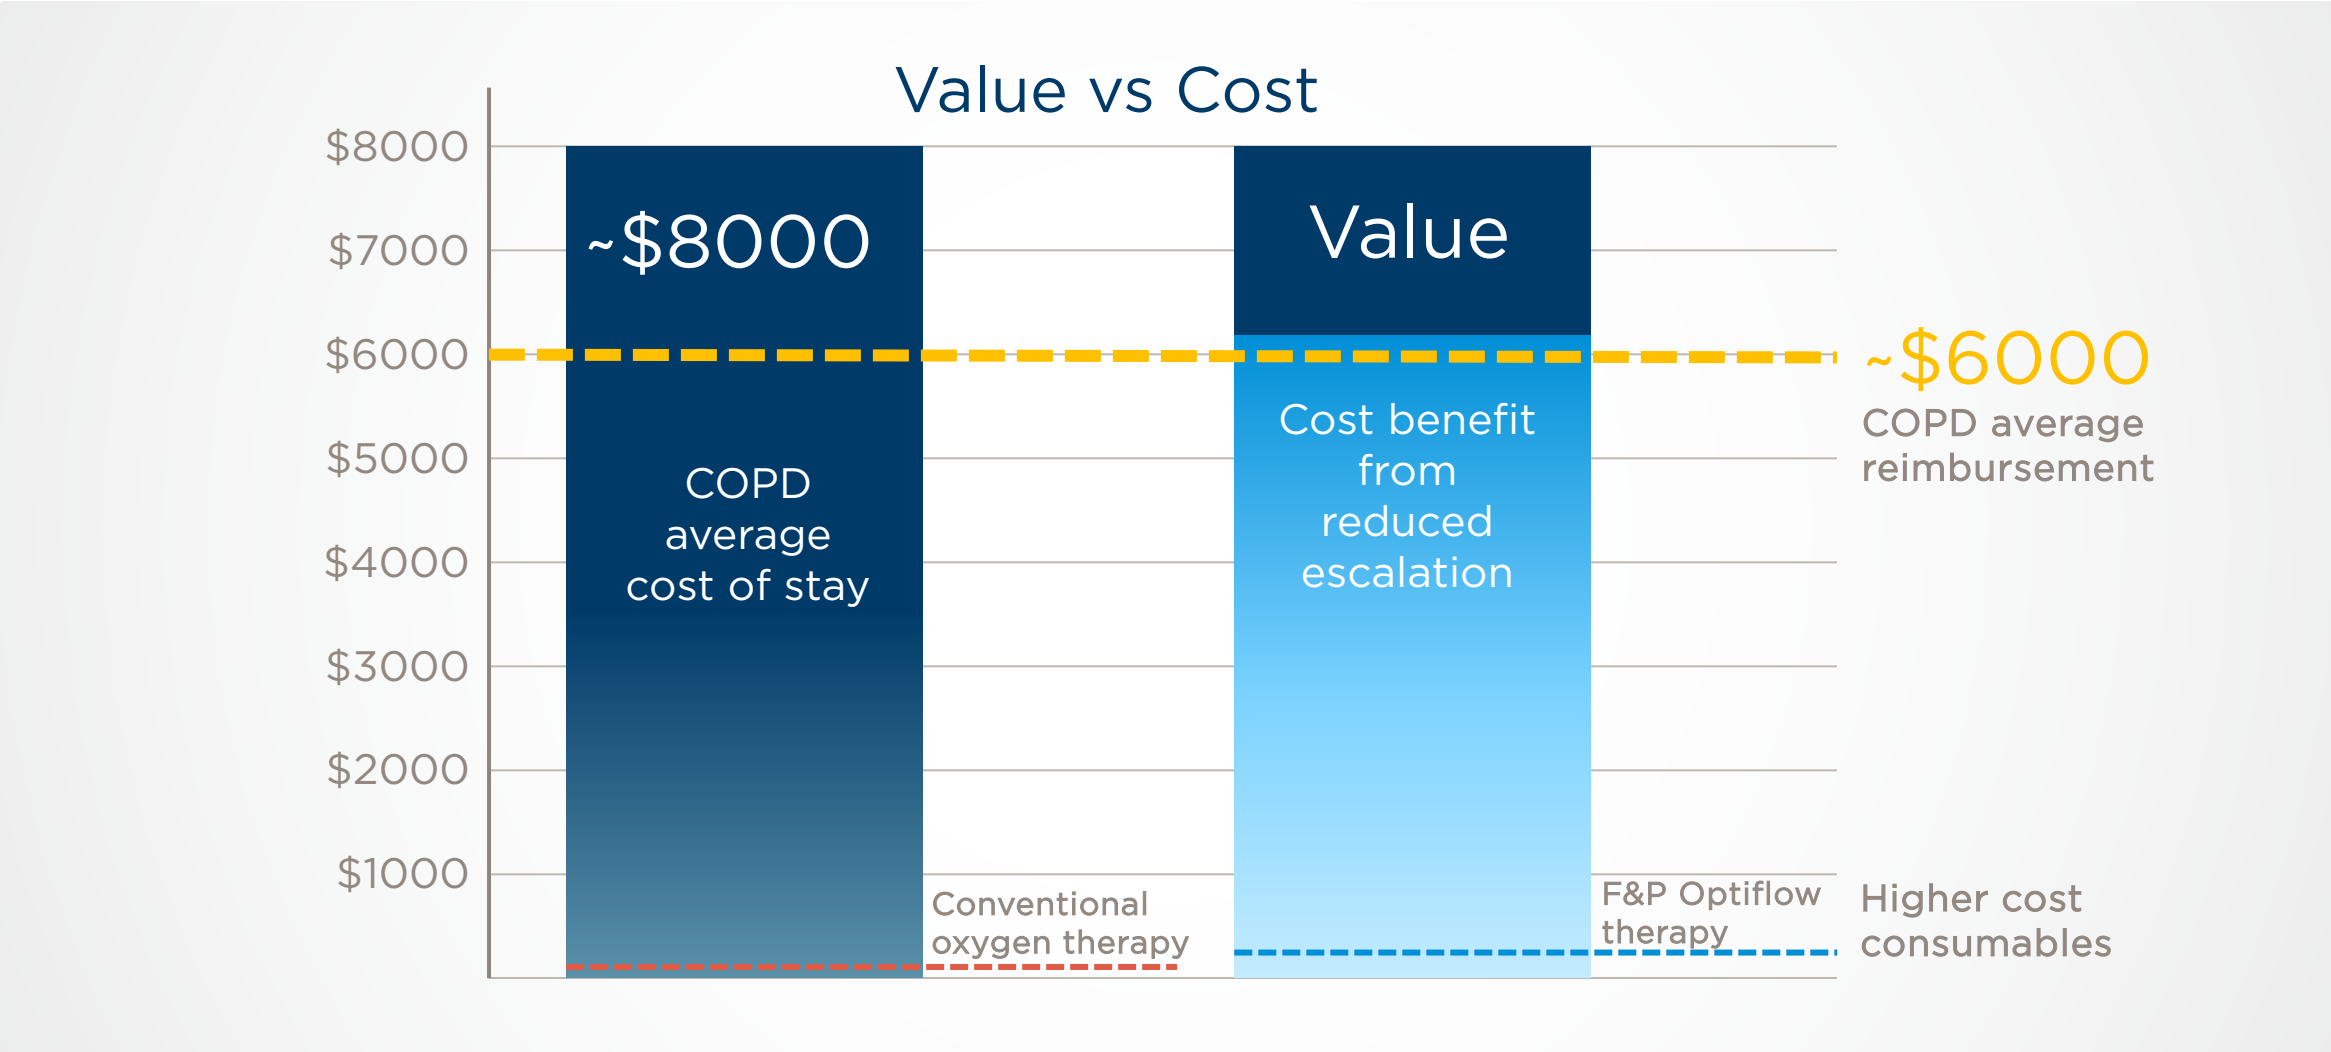 Value vs Cost
$8000
$7000
$6000
$5000
$4000
$3000
$2000
$1000
~$8000
COPD
average
cost of stay
Conventional
oxygen therapy
Value
Cost benefit
from
reduced
escalation
F&P Optiflow
therapy
~$6000
COPD average
reimbursement
Higher cost
consumables